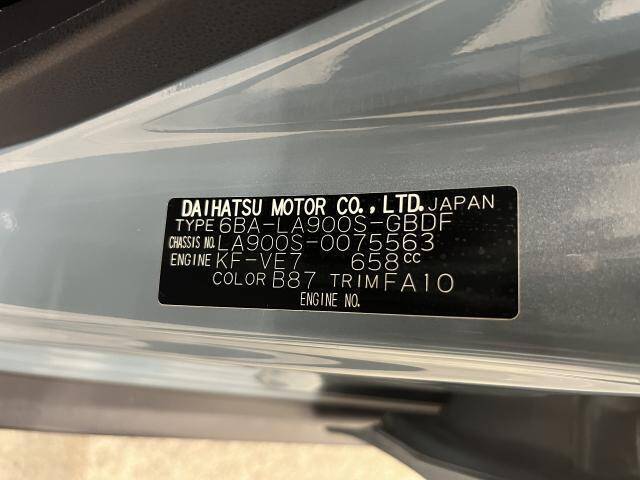 DAIHATSU MOTOR CO., LTD. JAPAN
TYPE 6BA-LA900S-GBDF
CHASSIS NO. LA900S-0075563
ENGINE KF-VE7 658cc
COLOR B87 TRIM FA10
ENGINE NO.